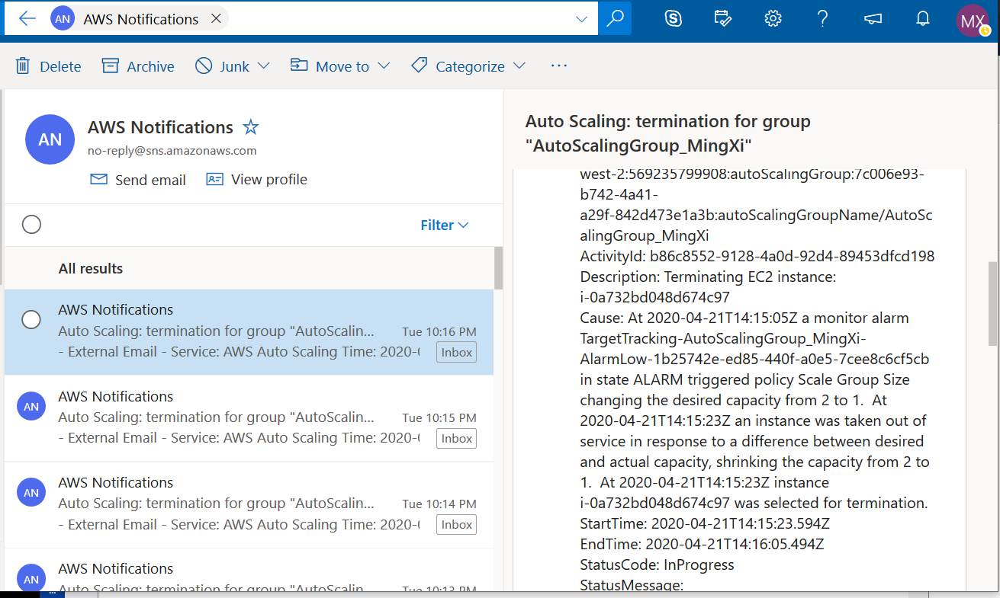 AN AWS Notifications
MX
Delete Archive Junk Move to Categorize
AN
AWS Notifications
no-reply@sns.amazonaws.com
Send email View profile
Filter
All results
AWS Notifications
Auto Scaling: termination for group "AutoScalin... Tue 10:16 PM
- External Email - Service: AWS Auto Scaling Time: 2020-0 Inbox
AN
AWS Notifications
Auto Scaling: termination for group "AutoScalin... Tue 10:15 PM
- External Email - Service: AWS Auto Scaling Time: 2020-0 Inbox
AN
AWS Notifications
Auto Scaling: termination for group "AutoScalin... Tue 10:14 PM
- External Email - Service: AWS Auto Scaling Time: 2020-0 Inbox
AN
AWS Notifications
Auto Scaling: termination for group "AutoScalin... Tue 10:13 PM
Auto Scaling: termination for group
"AutoScalingGroup_MingXi"
west-2:569235799908:autoScalingGroup:7c006e93-
b742-4a41-
a29f-842d473e1a3b:autoScalingGroupName/AutoSc
alingGroup_MingXi
ActivityId: b86c8552-9128-4a0d-92d4-89453dfcd198
Description: Terminating EC2 instance:
i-0a732bd048d674c97
Cause: At 2020-04-21T14:15:05Z a monitor alarm
TargetTracking-AutoScalingGroup_MingXi-
AlarmLow-1b25742e-ed85-440f-a0e5-7cee8c6cf5cb
in state ALARM triggered policy Scale Group Size
changing the desired capacity from 2 to 1.  At
2020-04-21T14:15:23Z an instance was taken out of
service in response to a difference between desired
and actual capacity, shrinking the capacity from 2 to
1.  At 2020-04-21T14:15:23Z instance
i-0a732bd048d674c97 was selected for termination.
StartTime: 2020-04-21T14:15:23.594Z
EndTime: 2020-04-21T14:16:05.494Z
StatusCode: InProgress
StatusMessage: